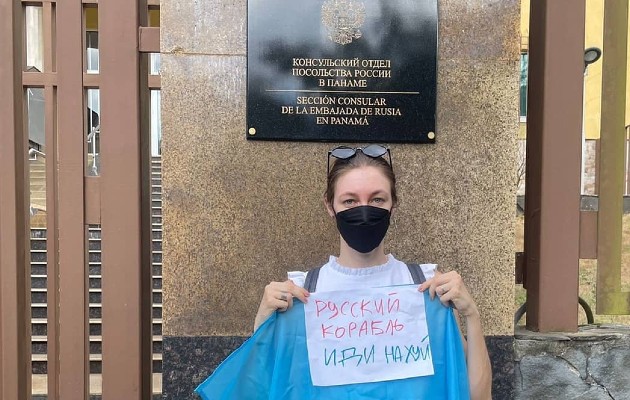 КОНСУЛЬСКИЙ ОТДЕЛ
ПОСОЛЬСТВА РОССИИ
В ПАНАМЕ
SECCIÓN CONSULAR
DE LA EMBAJADA DE RUSIA
EN PANAMÁ
РУССКИЙ
КОРАБЛЬ
ИДИ НАХУЙ